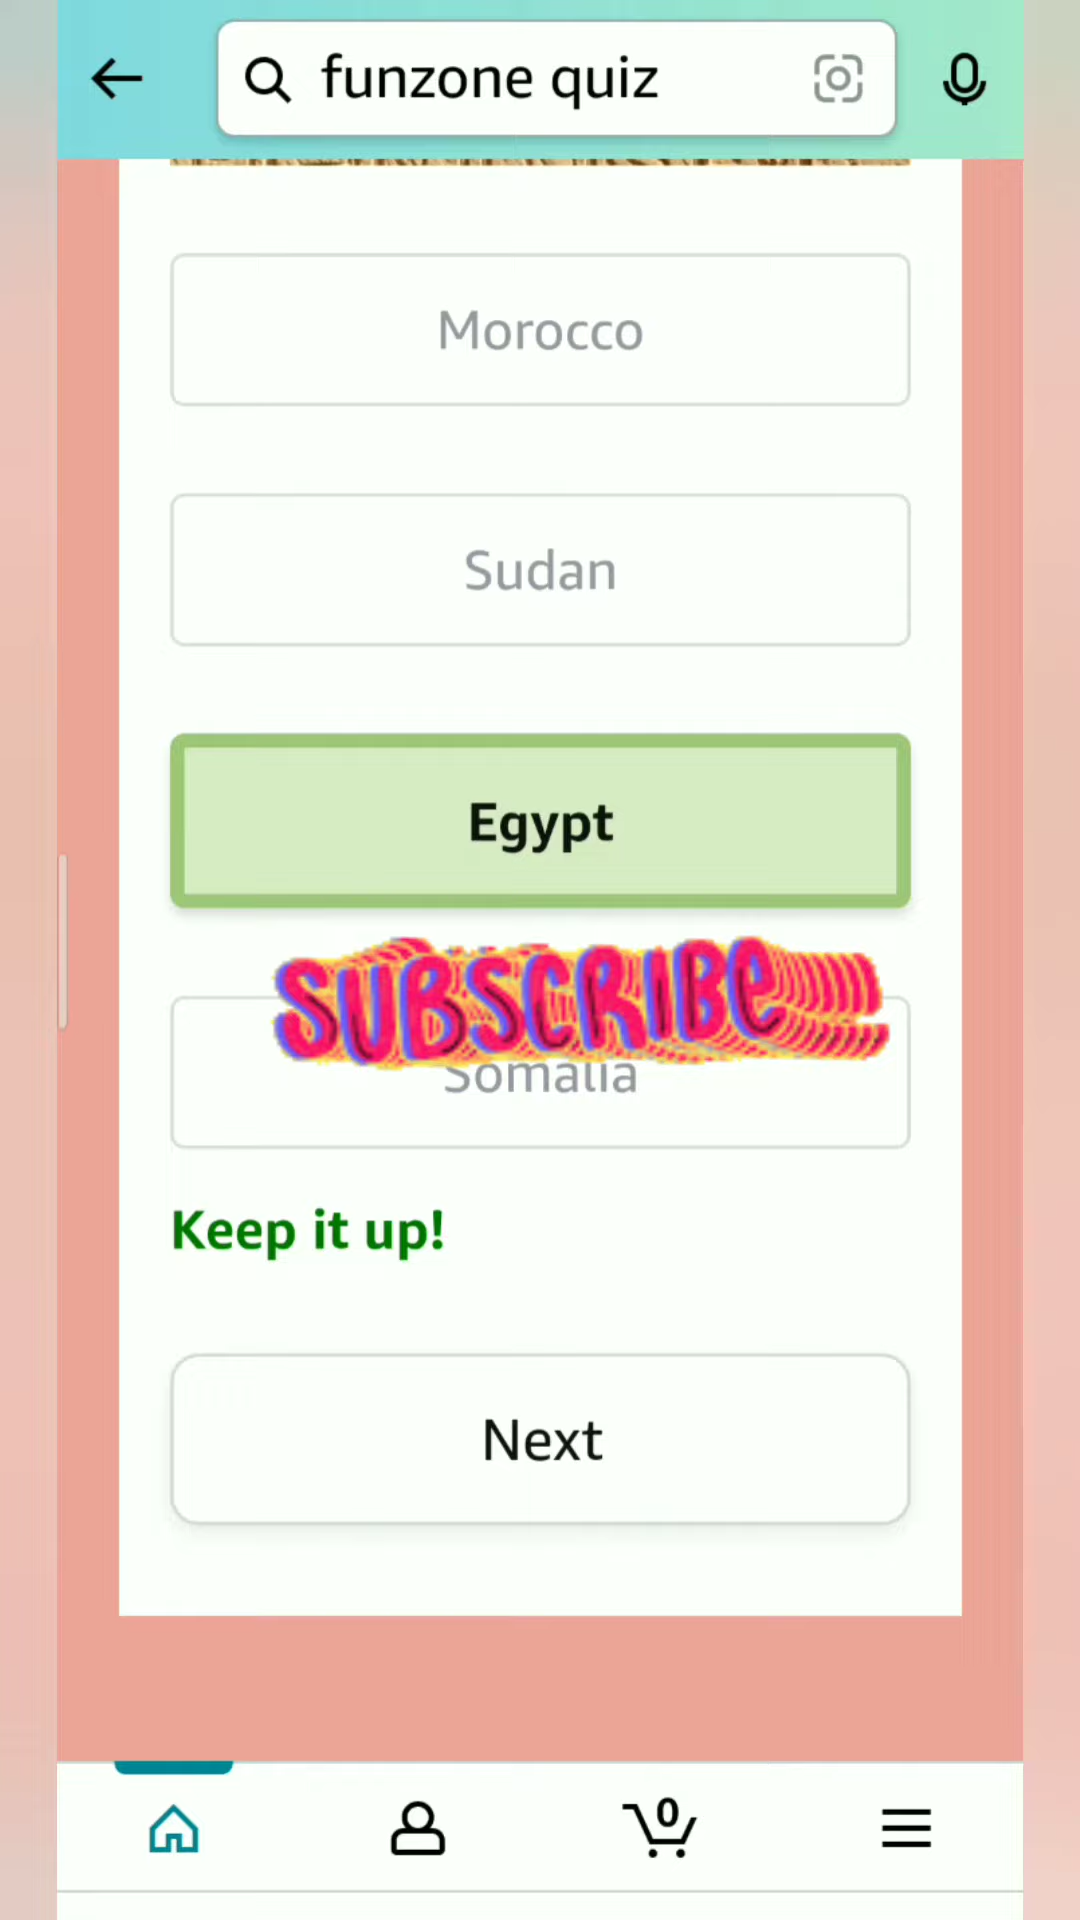 funzone quiz
Morocco
Sudan
Egypt
SUBSCRIBe
Somalia
Keep it up!
Next
0